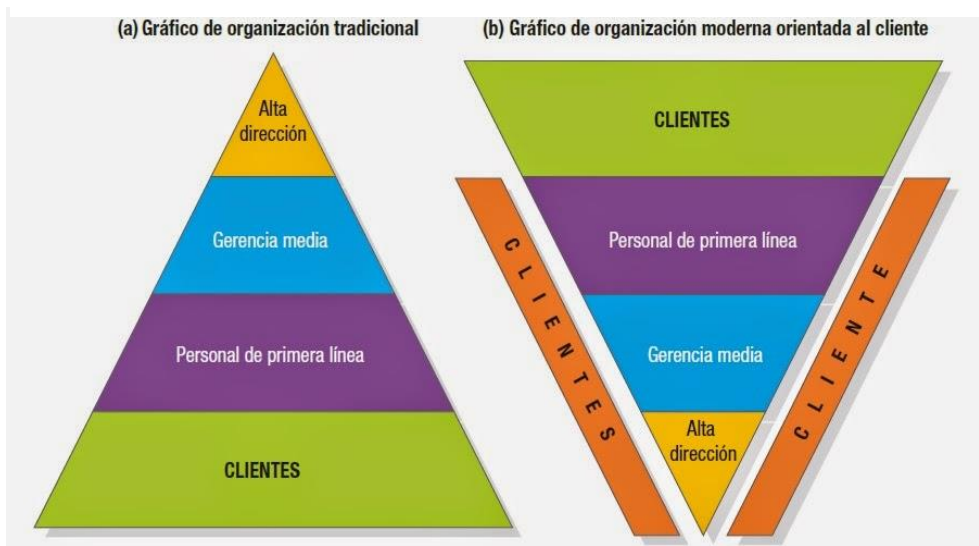 (a) Gráfico de organización tradicional
Alta
dirección
Gerencia media
Personal de primera línea
CLIENTES
(b) Gráfico de organización moderna orientada al cliente
CLIENTES
Personal de primera línea
Gerencia media
Alta
dirección
CLIENTES
CLIENTE